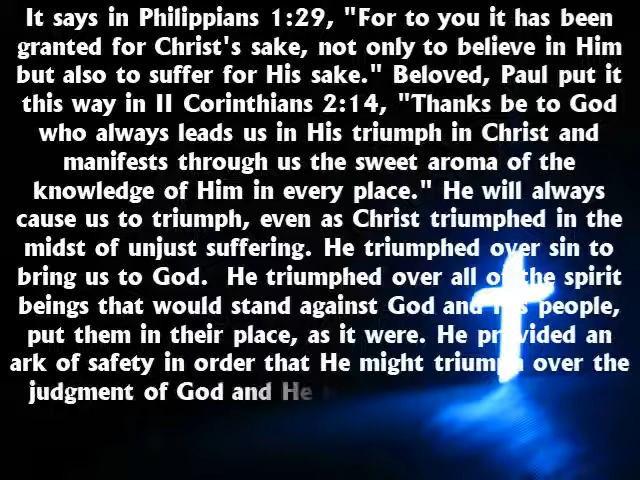 It says in Philippians 1:29, "For to you it has been
granted for Christ's sake, not only to believe in Him
but also to suffer for His sake." Beloved, Paul put it
this way in II Corinthians 2:14, "Thanks be to God
who always leads us in His triumph in Christ and
manifests through us the sweet aroma of the
knowledge of Him in every place." He will always
cause us to triumph, even as Christ triumphed in the
midst of unjust suffering. He triumphed over sin to
bring us to God. He triumphed over all of the spirit
beings that would stand against God and His people,
put them in their place, as it were. He provided an
ark of safety in order that He might triumph over the
judgment of God and He